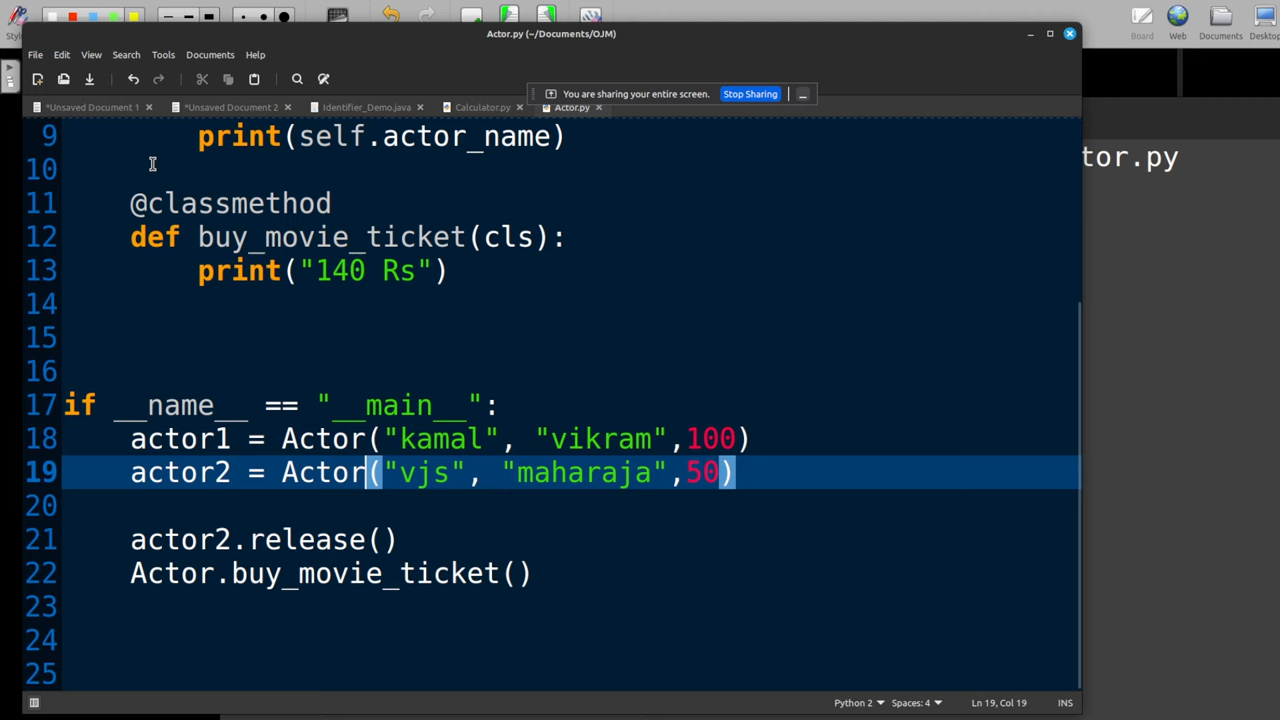 Style
Board
Web
Documents
Desktop
Actor.py (~/Documents/OJM)
File Edit View Search Tools Documents Help
You are sharing your entire screen. Stop Sharing
*Unsaved Document 1 *Unsaved Document 2 Identifier_Demo.java Calculator.py Actor.py
9 print(self.actor_name)
tor.py
10
11 @classmethod
12 def buy_movie_ticket(cls):
13 print("140 Rs")
14
15
16
17 if __name__ == "__main__":
18 actor1 = Actor("kamal", "vikram",100)
19 actor2 = Actor("vjs", "maharaja",50)
20
21 actor2.release()
22 Actor.buy_movie_ticket()
23
24
25
Python 2 Spaces: 4 Ln 19, Col 19 INS